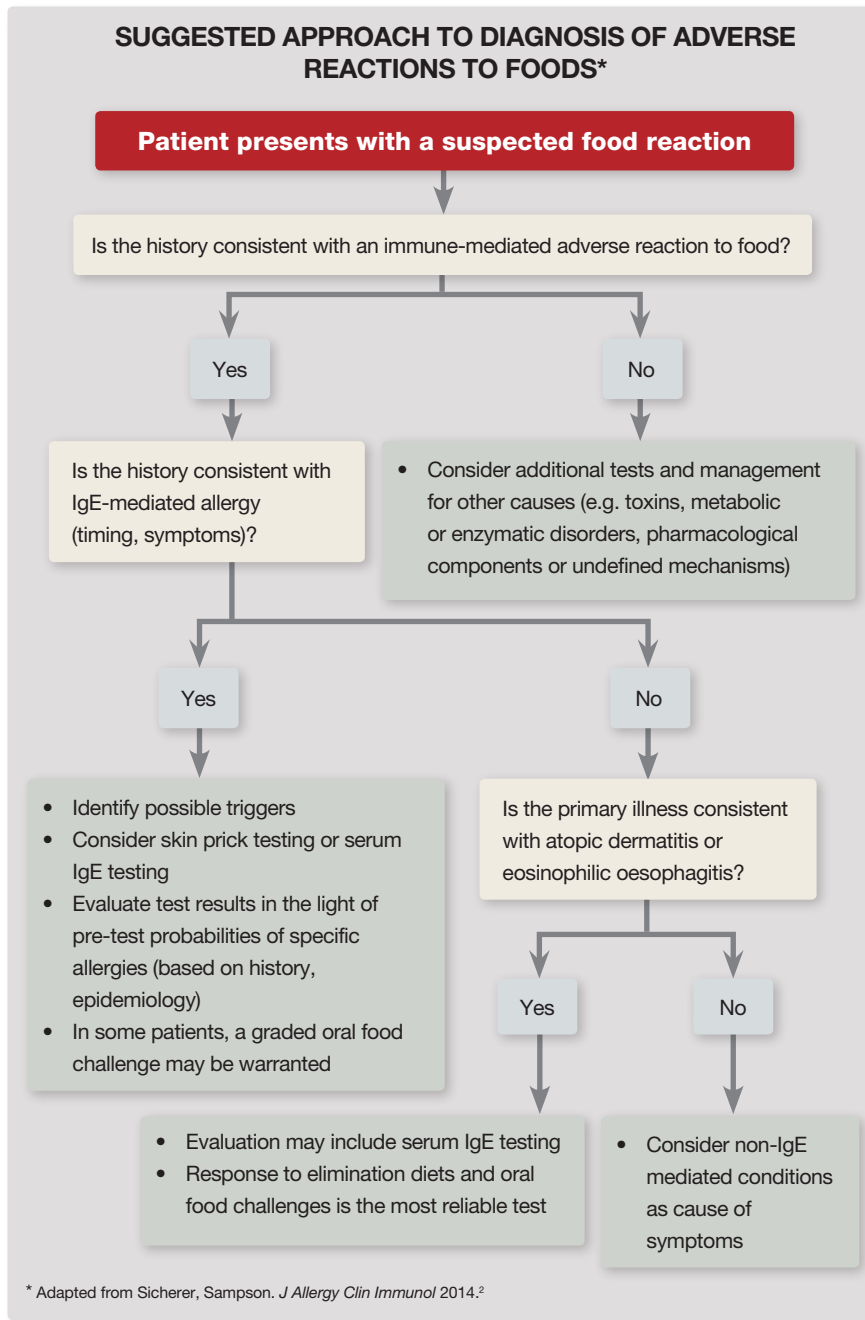 SUGGESTED APPROACH TO DIAGNOSIS OF ADVERSE
REACTIONS TO FOODS*
Patient presents with a suspected food reaction
Is the history consistent with an immune-mediated adverse reaction to food?
Yes
No
Is the history consistent with
IgE-mediated allergy
(timing, symptoms)?
• Consider additional tests and management
for other causes (e.g. toxins, metabolic
or enzymatic disorders, pharmacological
components or undefined mechanisms)
Yes
No
• Identify possible triggers
• Consider skin prick testing or serum
IgE testing
• Evaluate test results in the light of
pre-test probabilities of specific
allergies (based on history,
epidemiology)
• In some patients, a graded oral food
challenge may be warranted
Is the primary illness consistent
with atopic dermatitis or
eosinophilic oesophagitis?
Yes
No
• Evaluation may include serum IgE testing
• Response to elimination diets and oral
food challenges is the most reliable test
• Consider non-IgE
mediated conditions
as cause of
symptoms
* Adapted from Sicherer, Sampson. J Allergy Clin Immunol 2014.²